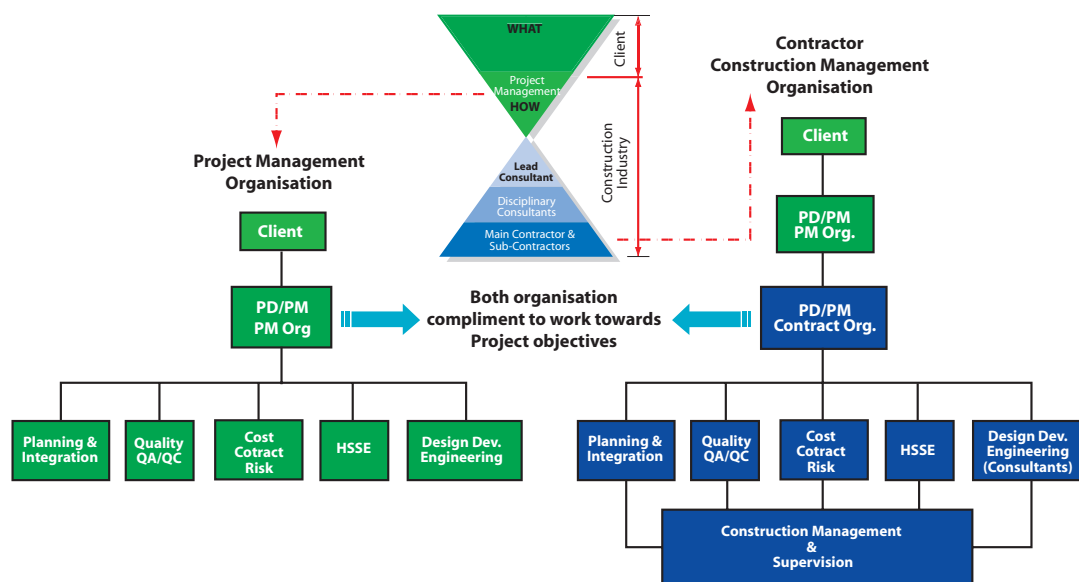 WHAT
Project
Management
HOW
Lead
Consultant
Disciplinary
Consultants
Main Contractor &
Sub-Contractors
Client
Construction
Industry
Project Management
Organisation
Client
PD/PM
PM Org
Planning &
Integration
Quality
QA/QC
Cost
Cotract
Risk
HSSE
Design Dev.
Engineering
Both organisation
compliment to work towards
Project objectives
Contractor
Construction Management
Organisation
Client
PD/PM
PM Org.
PD/PM
Contract Org.
Planning &
Integration
Quality
QA/QC
Cost
Cotract
Risk
HSSE
Design Dev.
Engineering
(Consultants)
Construction Management
&
Supervision